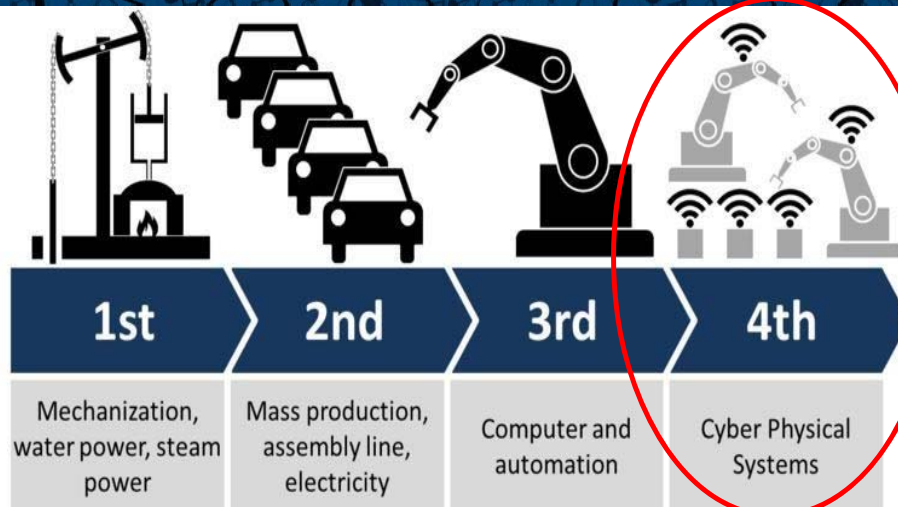 1st
2nd
3rd
4th
Mechanization,
water power, steam
power
Mass production,
assembly line,
electricity
Computer and
automation
Cyber Physical
Systems